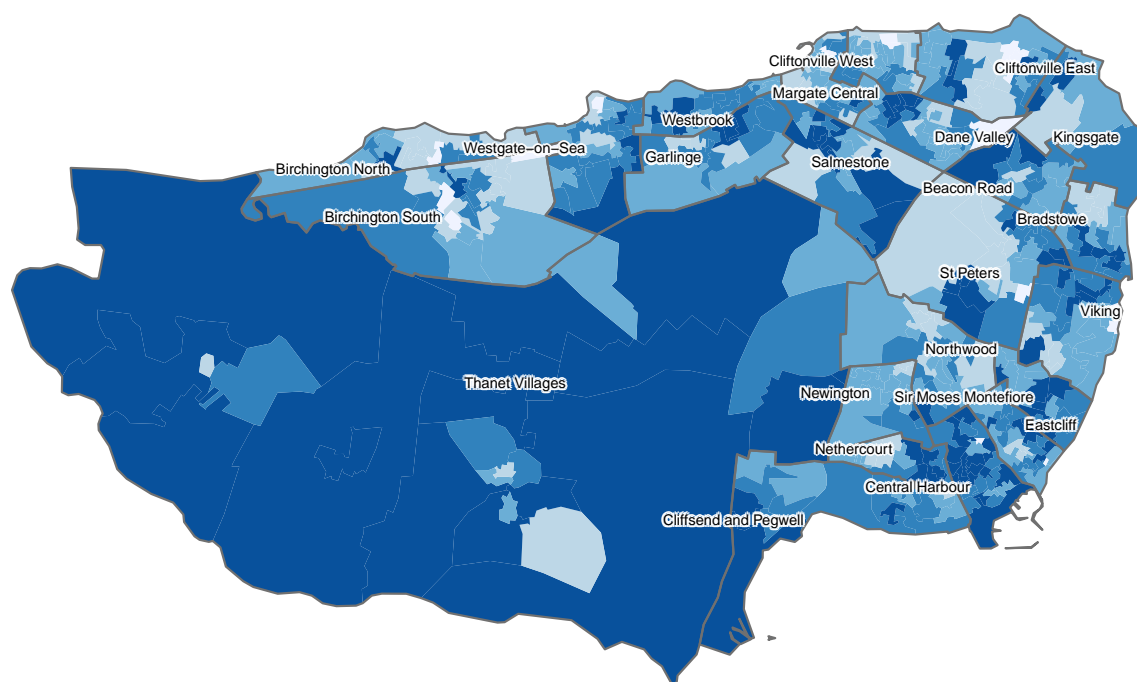 Cliftonville West
Cliftonville East
Margate Central
Westbrook
Dane Valley
Kingsgate
Westgate−on−Sea
Garlinge
Salmestone
Birchington North
Beacon Road
Birchington South
Bradstowe
St Peters
Viking
Northwood
Thanet Villages
Newington
Sir Moses Montefiore
Eastcliff
Nethercourt
Central Harbour
Cliffsend and Pegwell